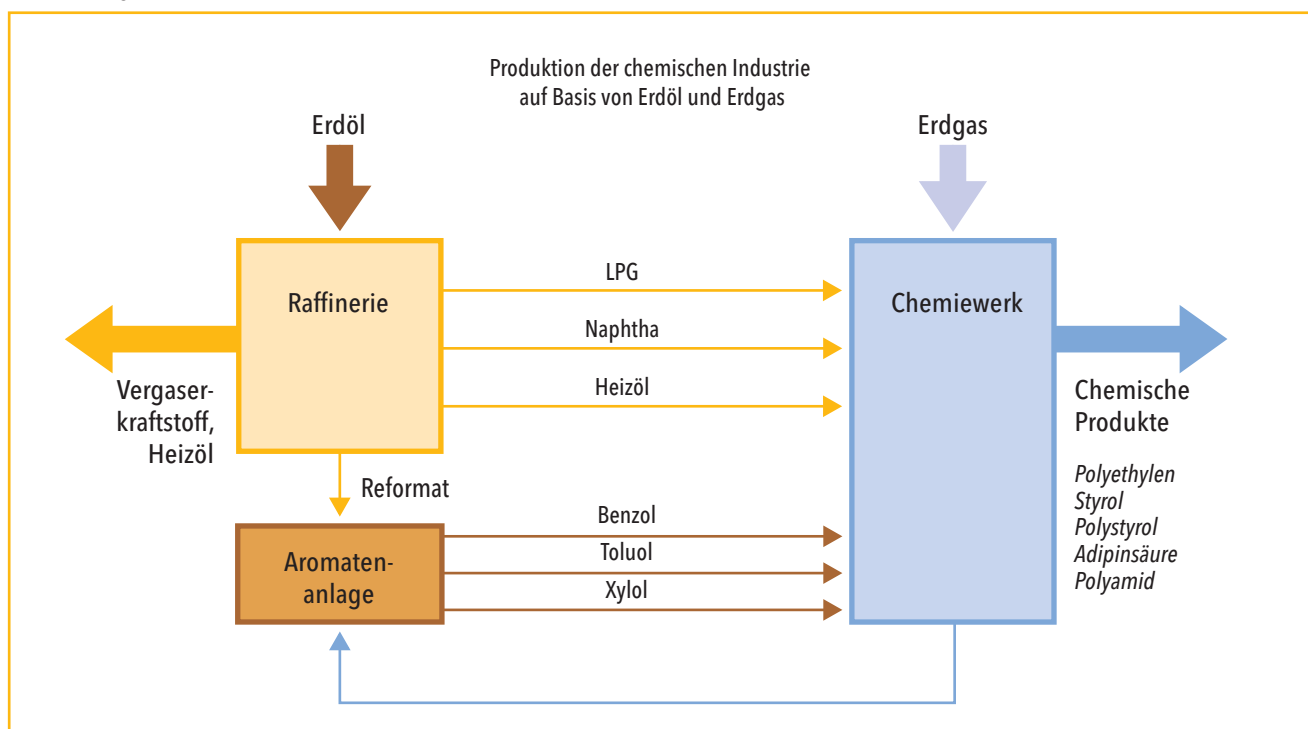 Produktion der chemischen Industrie
auf Basis von Erdöl und Erdgas
Erdöl
Erdgas
Raffinerie
LPG
Naphtha
Heizöl
Chemiewerk
Vergaser-
kraftstoff,
Heizöl
Chemische
Produkte
Polyethylen
Styrol
Polystyrol
Adipinsäure
Polyamid
Reformat
Aromaten-
anlage
Benzol
Toluol
Xylol